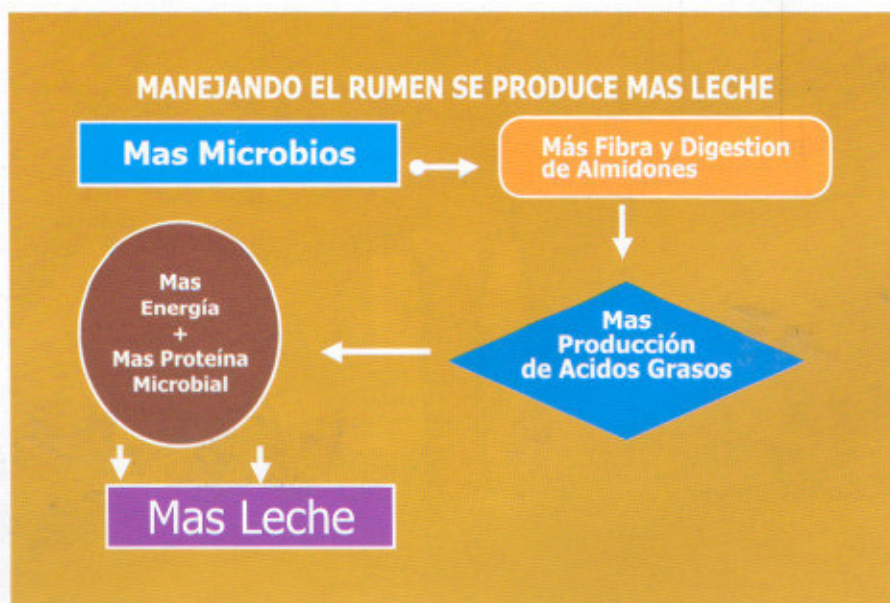 MANEJANDO EL RUMEN SE PRODUCE MAS LECHE
Mas Microbios
Más Fibra y Digestion
de Almidones
Mas
Producción
de Acidos Grasos
Mas
Energía
+
Mas Proteína
Microbial
Mas Leche